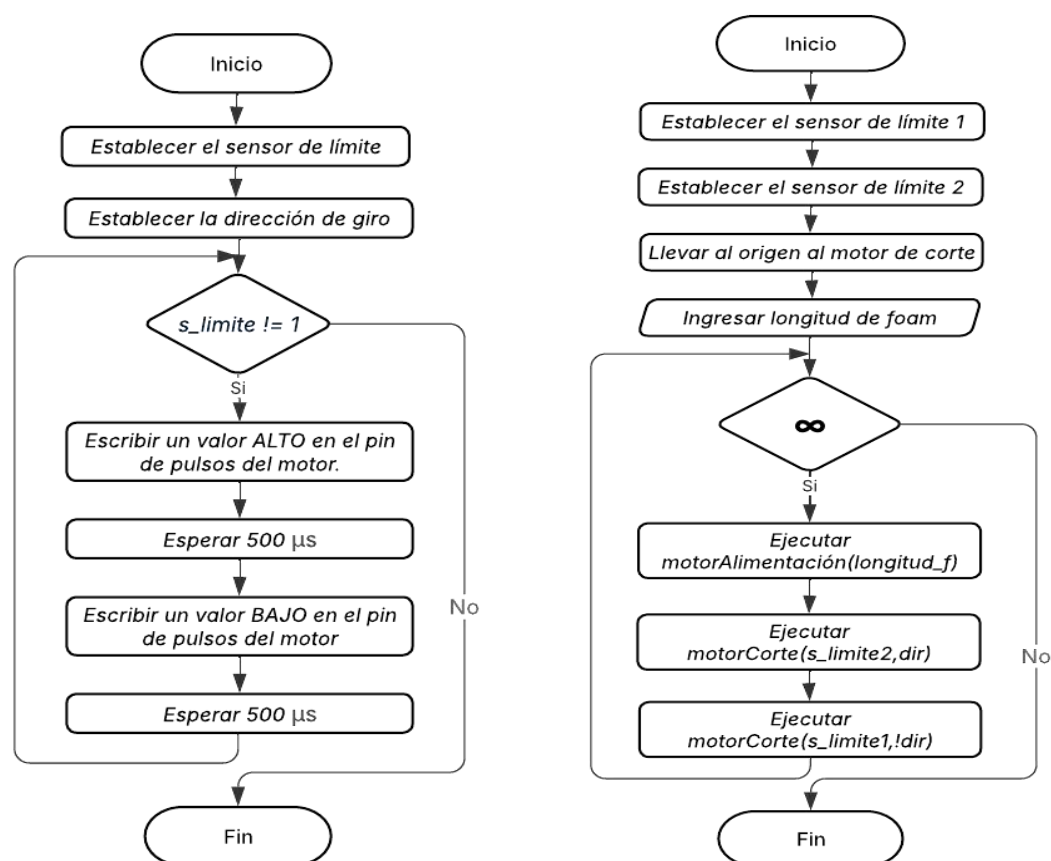 Inicio
Establecer el sensor de límite
Establecer la dirección de giro
s_limite != 1
Si
Escribir un valor ALTO en el pin
de pulsos del motor.
Esperar 500 μs
Escribir un valor BAJO en el pin
de pulsos del motor
No
Esperar 500 μs
Fin
Inicio
Establecer el sensor de límite 1
Establecer el sensor de límite 2
Llevar al origen al motor de corte
Ingresar longitud de foam
∞
Si
Ejecutar
motorAlimentación(longitud_f)
Ejecutar
motorCorte(s_limite2,dir)
No
Ejecutar
motorCorte(s_limite1,!dir)
Fin